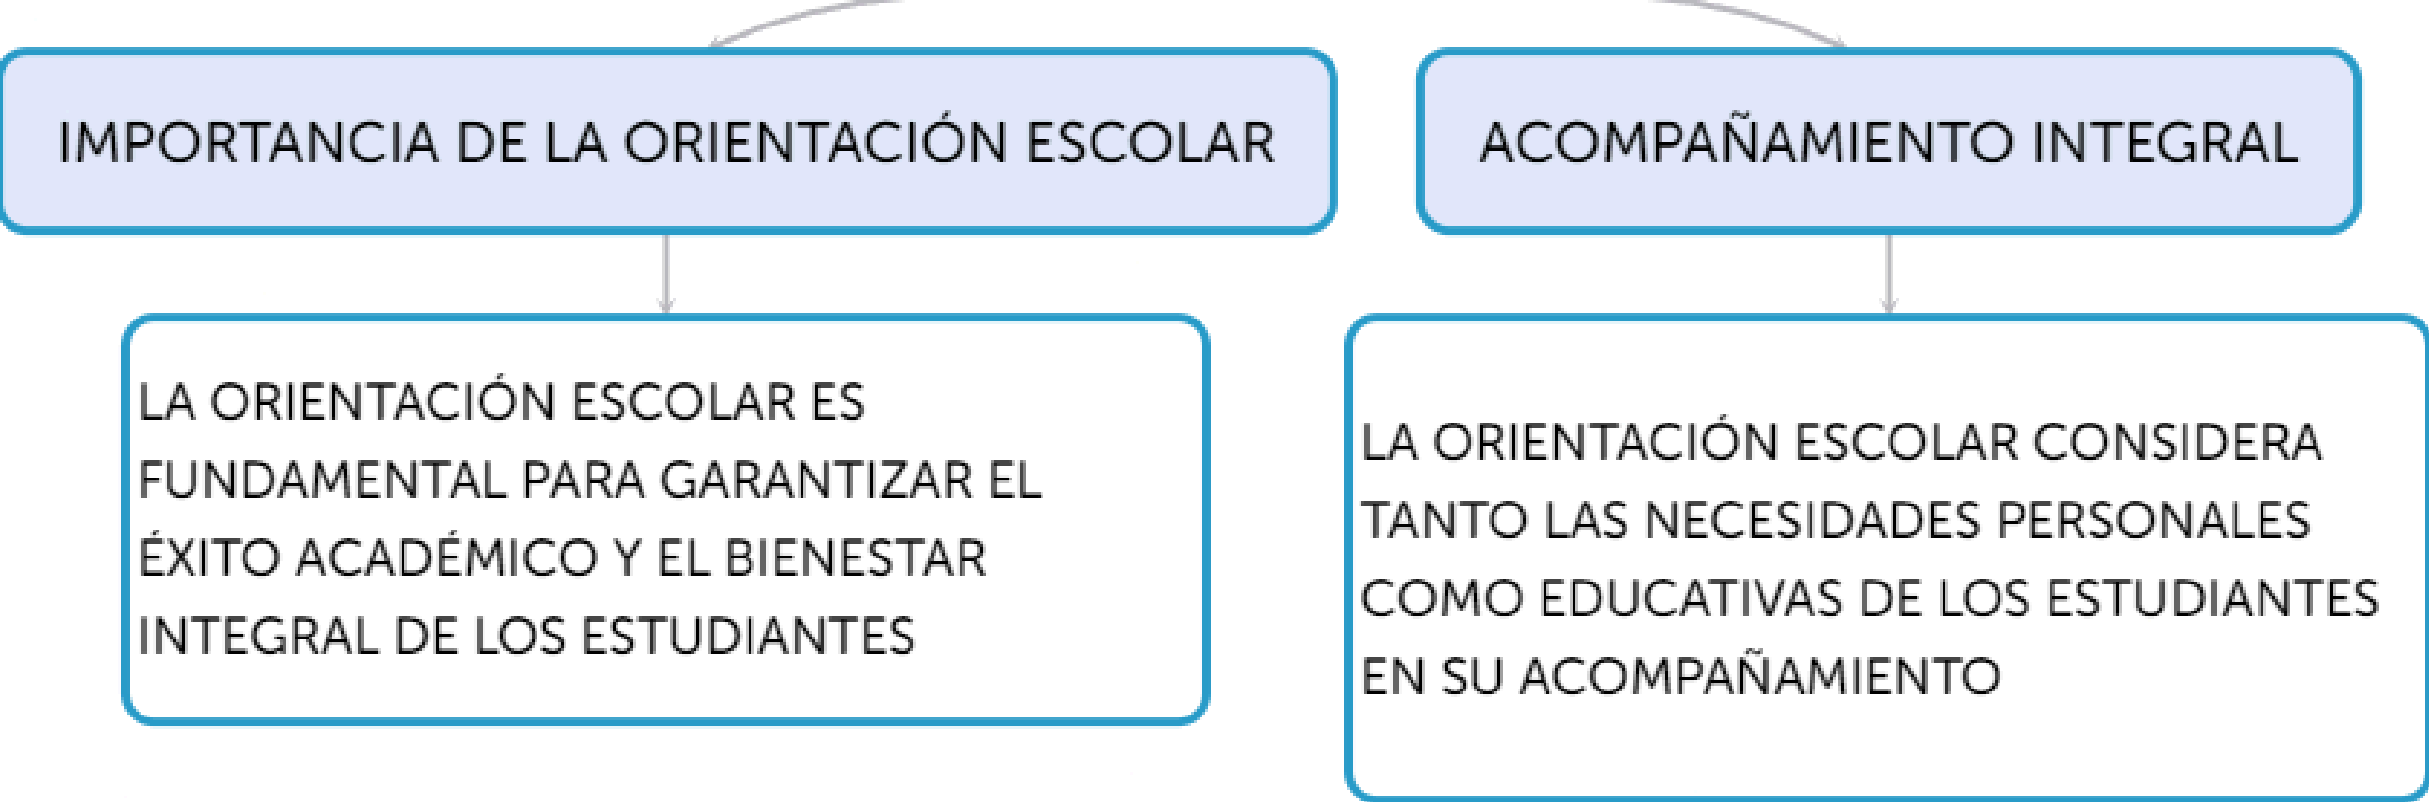 IMPORTANCIA DE LA ORIENTACIÓN ESCOLAR
LA ORIENTACIÓN ESCOLAR ES
FUNDAMENTAL PARA GARANTIZAR EL
ÉXITO ACADÉMICO Y EL BIENESTAR
INTEGRAL DE LOS ESTUDIANTES
ACOMPAÑAMIENTO INTEGRAL
LA ORIENTACIÓN ESCOLAR CONSIDERA
TANTO LAS NECESIDADES PERSONALES
COMO EDUCATIVAS DE LOS ESTUDIANTES
EN SU ACOMPAÑAMIENTO